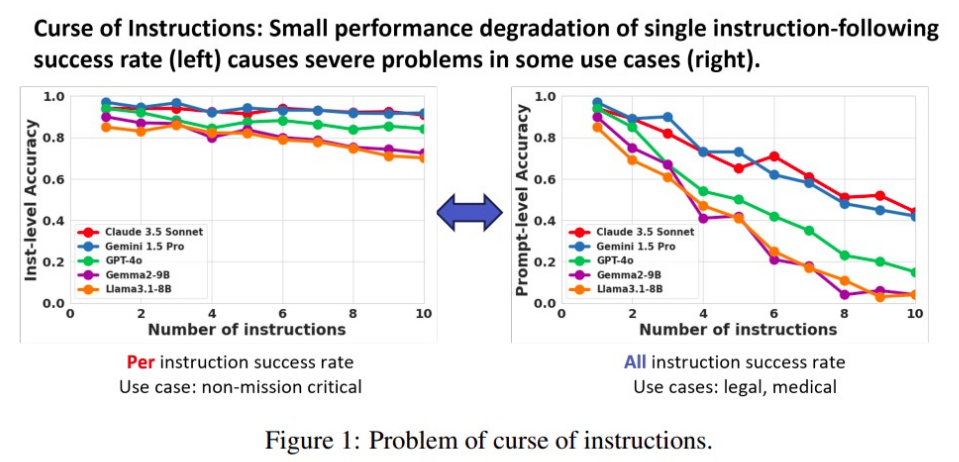 Curse of Instructions: Small performance degradation of single instruction-following
success rate (left) causes severe problems in some use cases (right).
1.0
0.8
0.6
0.4
0.2
0.0
Inst-level Accuracy
Claude 3.5 Sonnet
Gemini 1.5 Pro
GPT-4o
Gemma2-9B
Llama3.1-8B
0 2 4 6 8 10
Number of instructions
Per instruction success rate
Use case: non-mission critical
1.0
0.8
0.6
0.4
0.2
0.0
Prompt-level Accuracy
Claude 3.5 Sonnet
Gemini 1.5 Pro
GPT-4o
Gemma2-9B
Llama3.1-8B
0 2 4 6 8 10
Number of instructions
All instruction success rate
Use cases: legal, medical
Figure 1: Problem of curse of instructions.